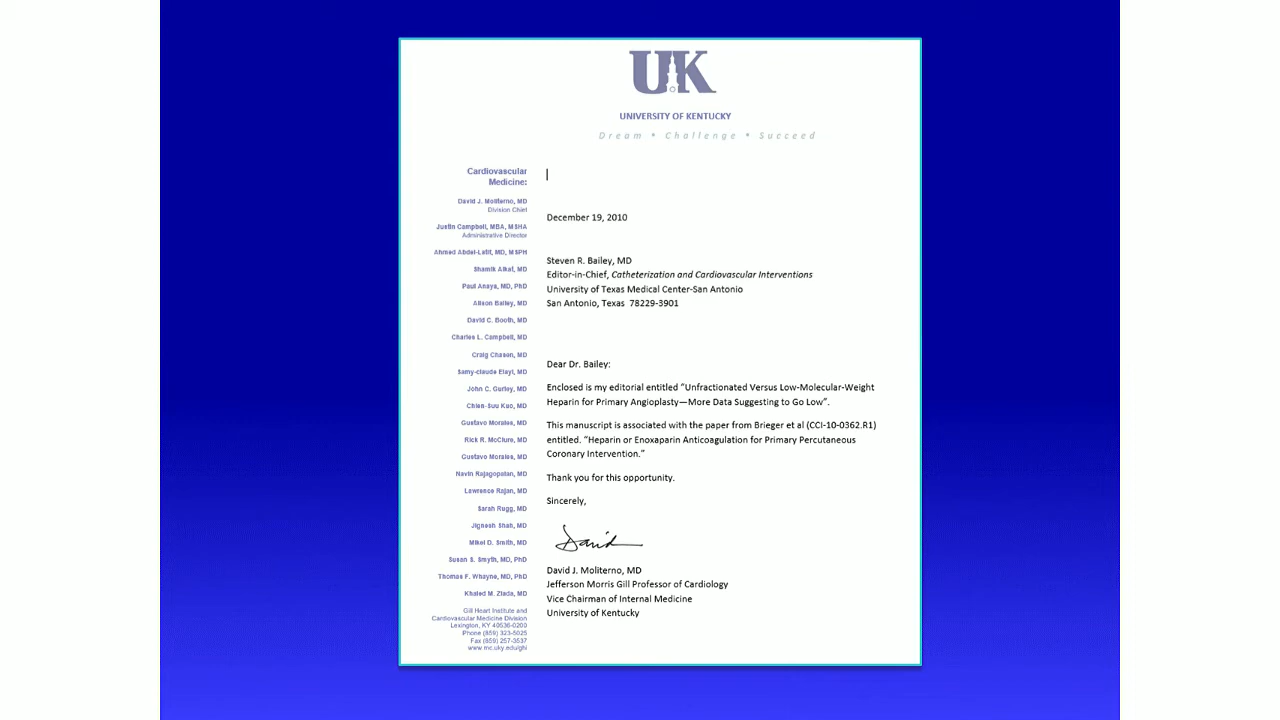 UK
UNIVERSITY OF KENTUCKY
Dream • Challenge • Succeed
Cardiovascular
Medicine:
David J. Moliterno, MD
Division Chief
Justin Campbell, MBA, MSHA
Administrative Director
Ahmed Abdel-Latif, MD, MSPH
Shamik Aikat, MD
Paul Anaya, MD, PhD
Alison Bailey, MD
David C. Booth, MD
Charles L. Campbell, MD
Craig Chasen, MD
Samy-claude Elayi, MD
John C. Gurley, MD
Chien-Suu Kuo, MD
Gustavo Morales, MD
Rick R. McClure, MD
Gustavo Morales, MD
Navin Rajagopalan, MD
Lawrence Rajan, MD
Sarah Rugg, MD
Jignesh Shah, MD
Mikel D. Smith, MD
Susan S. Smyth, MD, PhD
Thomas F. Whayne, MD, PhD
Khaled M. Ziada, MD
Gill Heart Institute and
Cardiovascular Medicine Division
Lexington, KY 40536-0200
Phone (859) 323-5025
Fax (859) 257-3537
www.mc.uky.edu/ghi
December 19, 2010
Steven R. Bailey, MD
Editor-in-Chief, Catheterization and Cardiovascular Interventions
University of Texas Medical Center-San Antonio
San Antonio, Texas 78229-3901
Dear Dr. Bailey:
Enclosed is my editorial entitled “Unfractionated Versus Low-Molecular-Weight
Heparin for Primary Angioplasty—More Data Suggesting to Go Low”.
This manuscript is associated with the paper from Brieger et al (CCI-10-0362.R1)
entitled. “Heparin or Enoxaparin Anticoagulation for Primary Percutaneous
Coronary Intervention.”
Thank you for this opportunity.
Sincerely,
David
David J. Moliterno, MD
Jefferson Morris Gill Professor of Cardiology
Vice Chairman of Internal Medicine
University of Kentucky